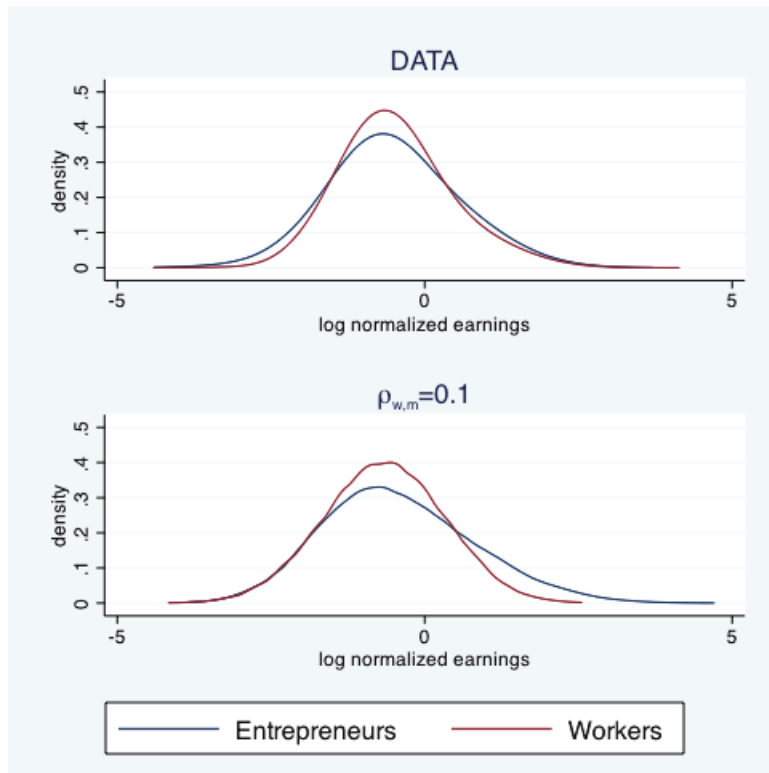 DATA
density
.5
.4
.3
.2
.1
0
-5 0 5
log normalized earnings
ρw,m=0.1
density
.5
.4
.3
.2
.1
0
-5 0 5
log normalized earnings
Entrepreneurs Workers